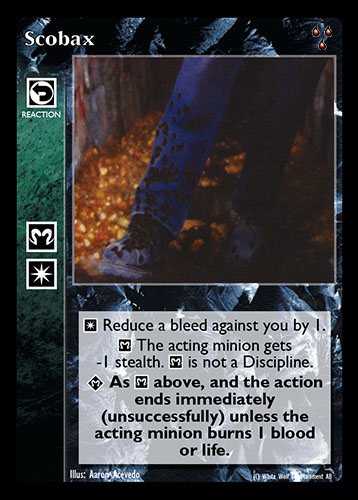 Scobax
REACTION
Reduce a bleed against you by 1.
The acting minion gets
-1 stealth. is not a Discipline.
As above, and the action
ends immediately
(unsuccessfully) unless the
acting minion burns 1 blood
or life.
Illus: Aaron Acevedo
(C) White Wolf Entertainment AB